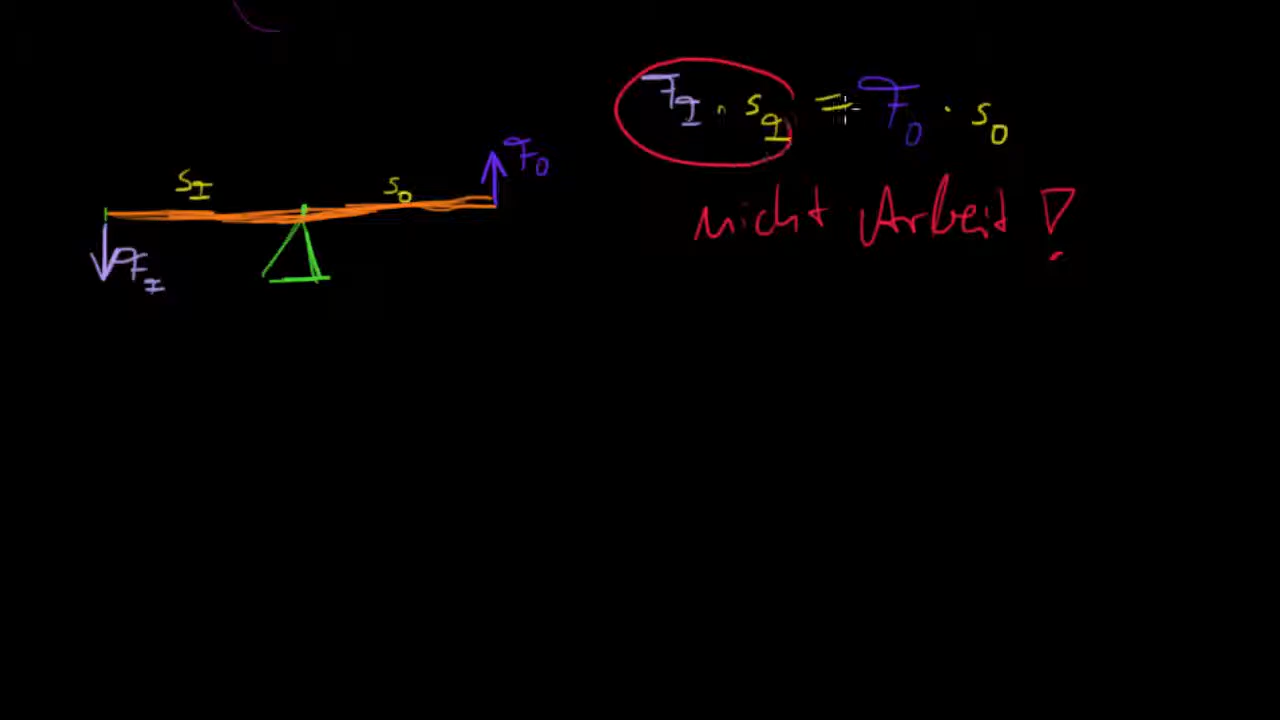 F_I · s_I = F_O · s_O
nicht Arbeit !
s_I
s_O
F_O
F_I